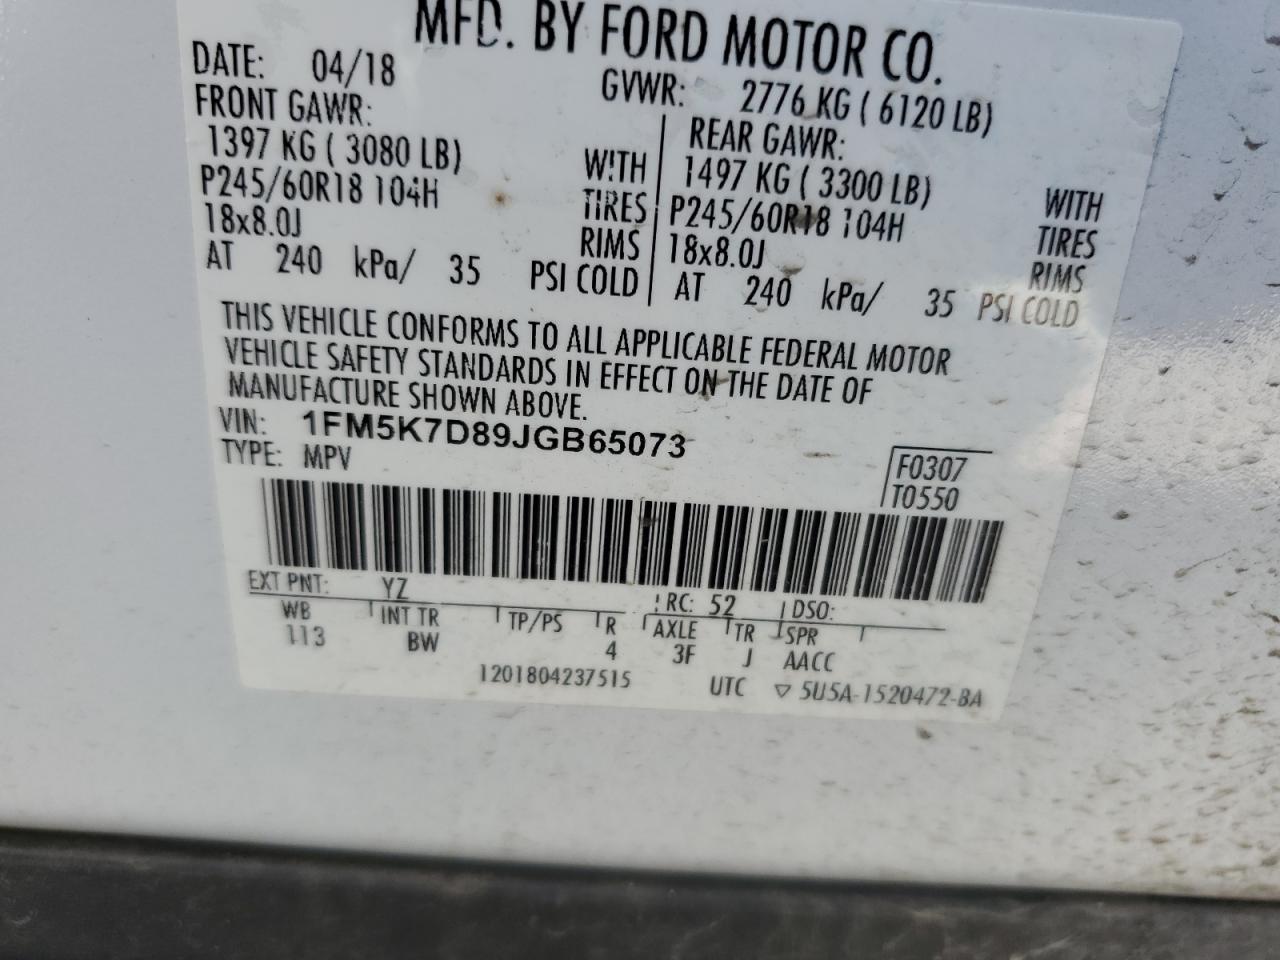 MFD. BY FORD MOTOR CO.
DATE: 04/18 GVWR: 2776 KG ( 6120 LB)
FRONT GAWR: REAR GAWR:
1397 KG ( 3080 LB) WITH 1497 KG ( 3300 LB) WITH
P245/60R18 104H TIRES P245/60R18 104H TIRES
18x8.0J RIMS 18x8.0J RIMS
AT 240 kPa/ 35 PSI COLD AT 240 kPa/ 35 PSI COLD
THIS VEHICLE CONFORMS TO ALL APPLICABLE FEDERAL MOTOR
VEHICLE SAFETY STANDARDS IN EFFECT ON THE DATE OF
MANUFACTURE SHOWN ABOVE.
VIN: 1FM5K7D89JGB65073
TYPE: MPV
F0307
T0550
EXT PNT: YZ RC: 52 DSO:
WB INT TR TP/PS R AXLE TR SPR
113 BW 4 3F J AACC
1201804237515 UTC ▽ 5U5A-1520472-BA